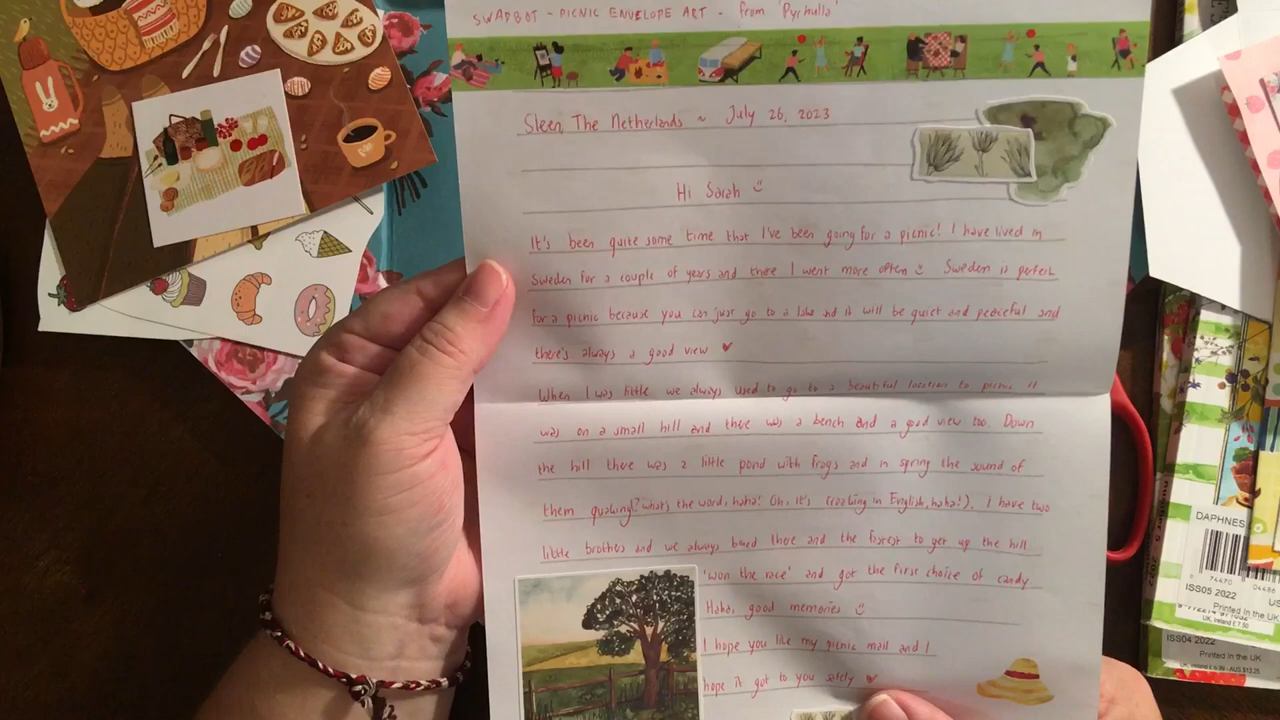 SWAPBOT - PICNIC ENVELOPE ART - from 'Pyrhulla'
Sleen, The Netherlands ~ July 26, 2023
Hi Sarah
It's been quite some time that I've been going for a picnic! I have lived in
Sweden for a couple of years and there I went more often Sweden is perfect
for a picnic because you can just go to a lake and it will be quiet and peaceful and
there's always a good view
When I was little we always used to go to a beautiful location to picnic it
was on a small hill and there was a bench and a good view too. Down
the hill there was a little pond with frogs and in spring the sound of
them quaking? what's the word, haha! Oh, it's croaking in English, haha!). I have two
little brothers and we always there and the fastest to get up the hill
'won the race' and got the first choice of candy
Haha, good memories
I hope you like my picnic mail and I
hope it got to you safely
DAPHNES
ISS05 2022
Printed in the UK
UK, Ireland £7.50
ISS04 2022
Printed in the UK